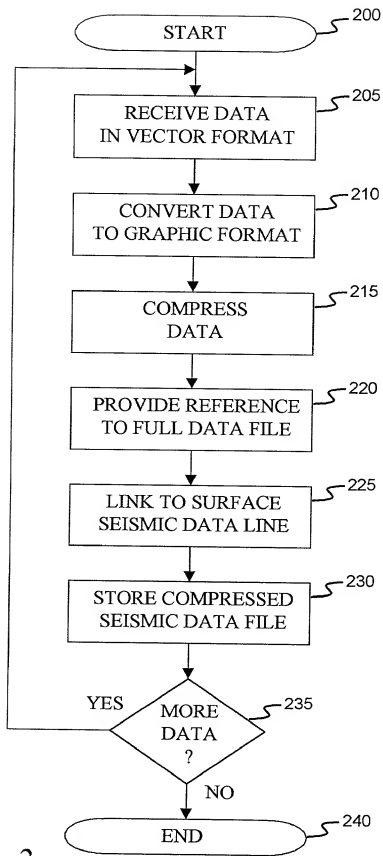 START
200
RECEIVE DATA
IN VECTOR FORMAT
205
CONVERT DATA
TO GRAPHIC FORMAT
210
COMPRESS
DATA
215
PROVIDE REFERENCE
TO FULL DATA FILE
220
LINK TO SURFACE
SEISMIC DATA LINE
225
STORE COMPRESSED
SEISMIC DATA FILE
230
YES
MORE
DATA
?
235
NO
END
240